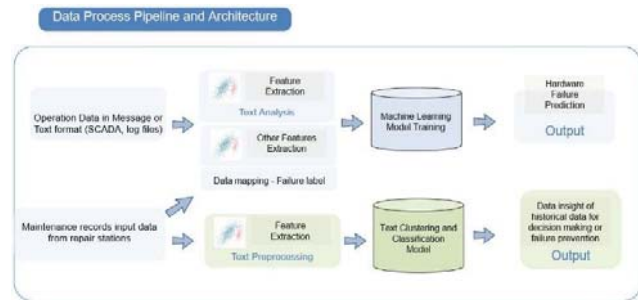 Data Process Pipeline and Architecture
Operation Data in Message or
Text format (SCADA, log files)
Feature
Extraction
Text Analysis
Other Features
Extraction
Data mapping - Failure label
Machine Learning
Model Training
Hardware
Failure
Prediction
Output
Maintenance records input data
from repair stations
Feature
Extraction
Text Preprocessing
Text Clustering and
Classification
Model
Data insight of
historical data for
decision making or
failure prevention
Output